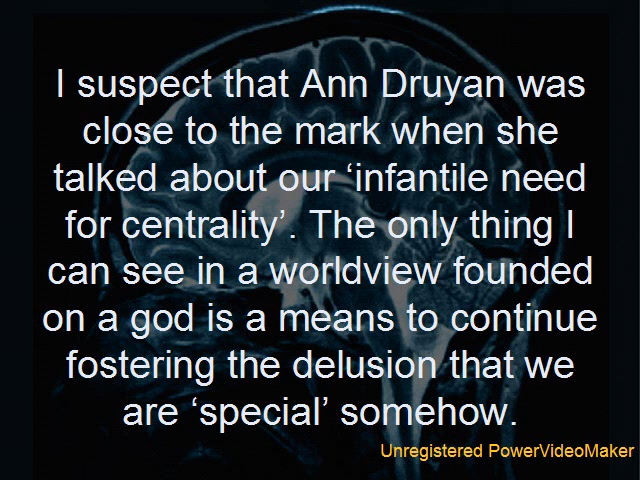 I suspect that Ann Druyan was
close to the mark when she
talked about our ‘infantile need
for centrality’. The only thing I
can see in a worldview founded
on a god is a means to continue
fostering the delusion that we
are ‘special’ somehow.
Unregistered PowerVideoMaker